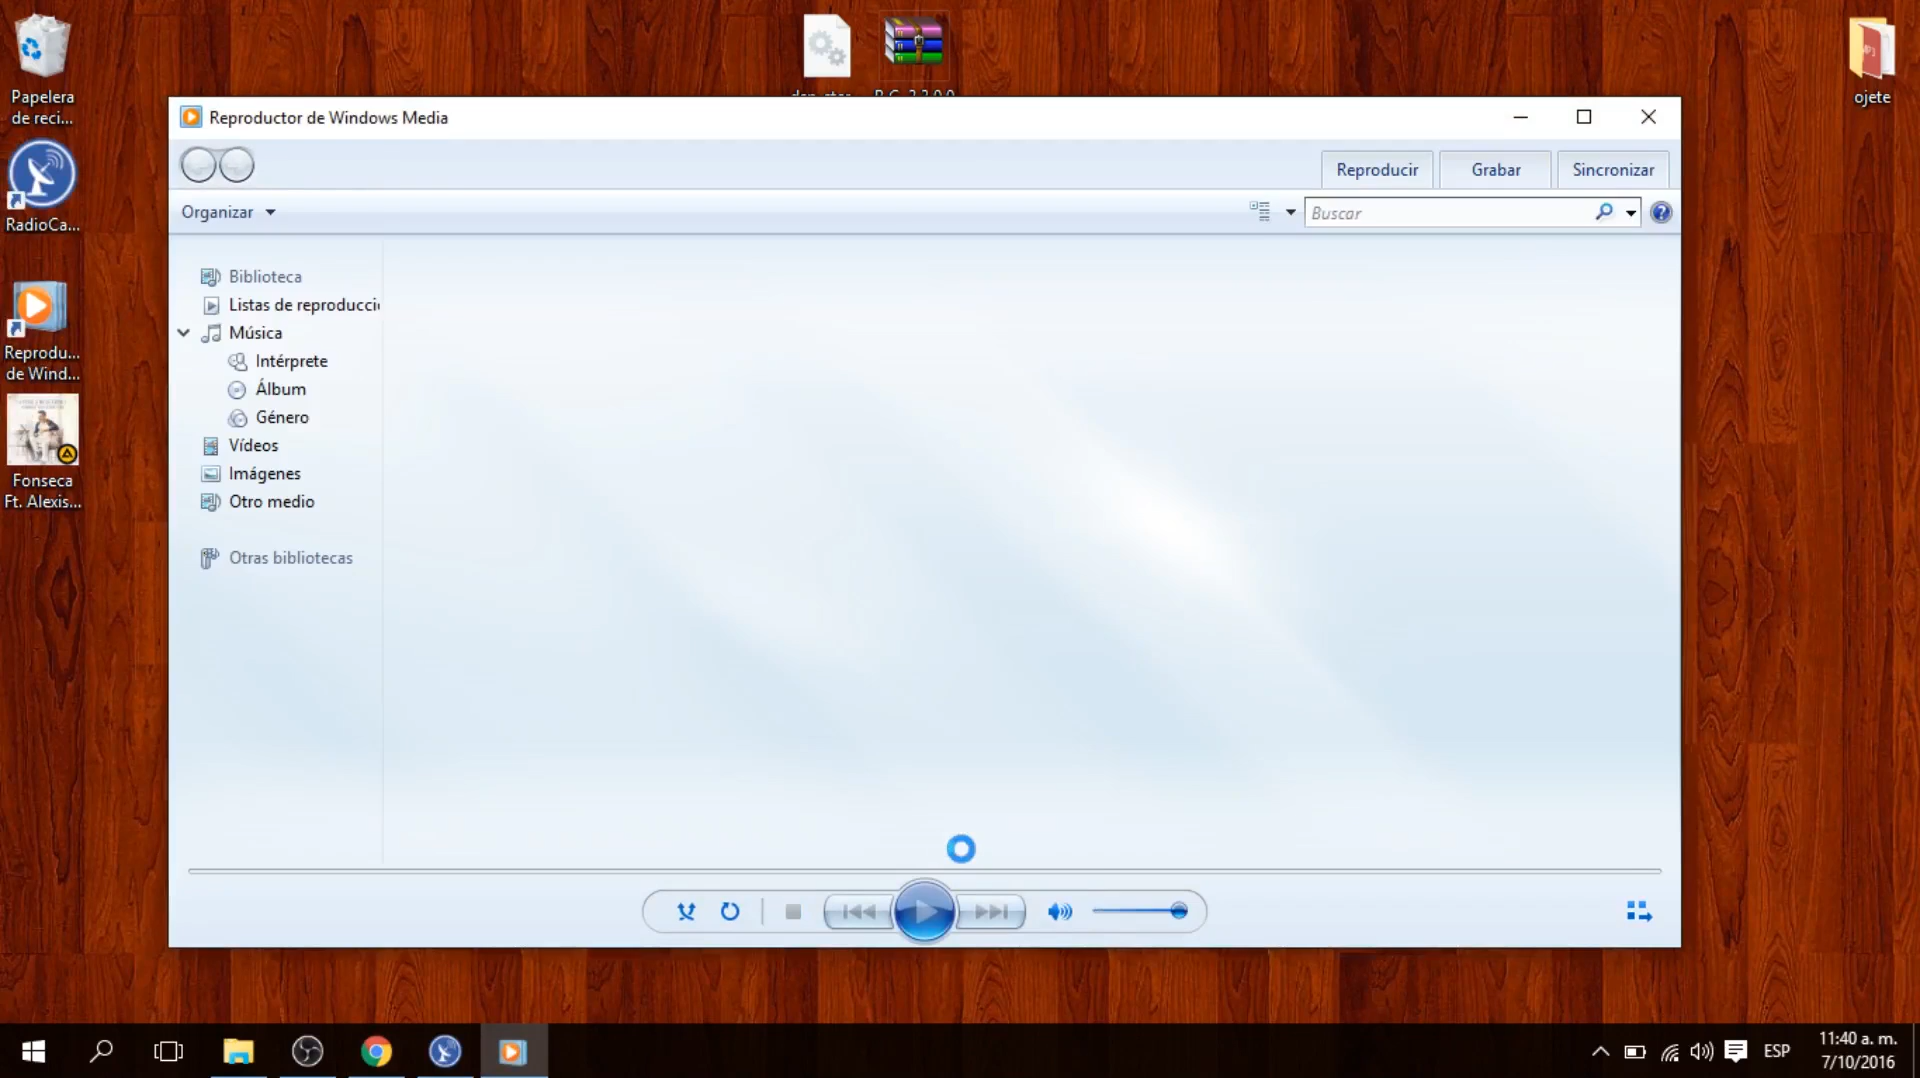 Papelera
de reci...
RadioCa...
Reprodu...
de Wind...
Fonseca
Ft. Alexis...
ojete
Reproductor de Windows Media
Reproducir
Grabar
Sincronizar
Organizar
Buscar
Biblioteca
Listas de reproducci
Música
Intérprete
Álbum
Género
Vídeos
Imágenes
Otro medio
Otras bibliotecas
ESP
11:40 a. m.
7/10/2016